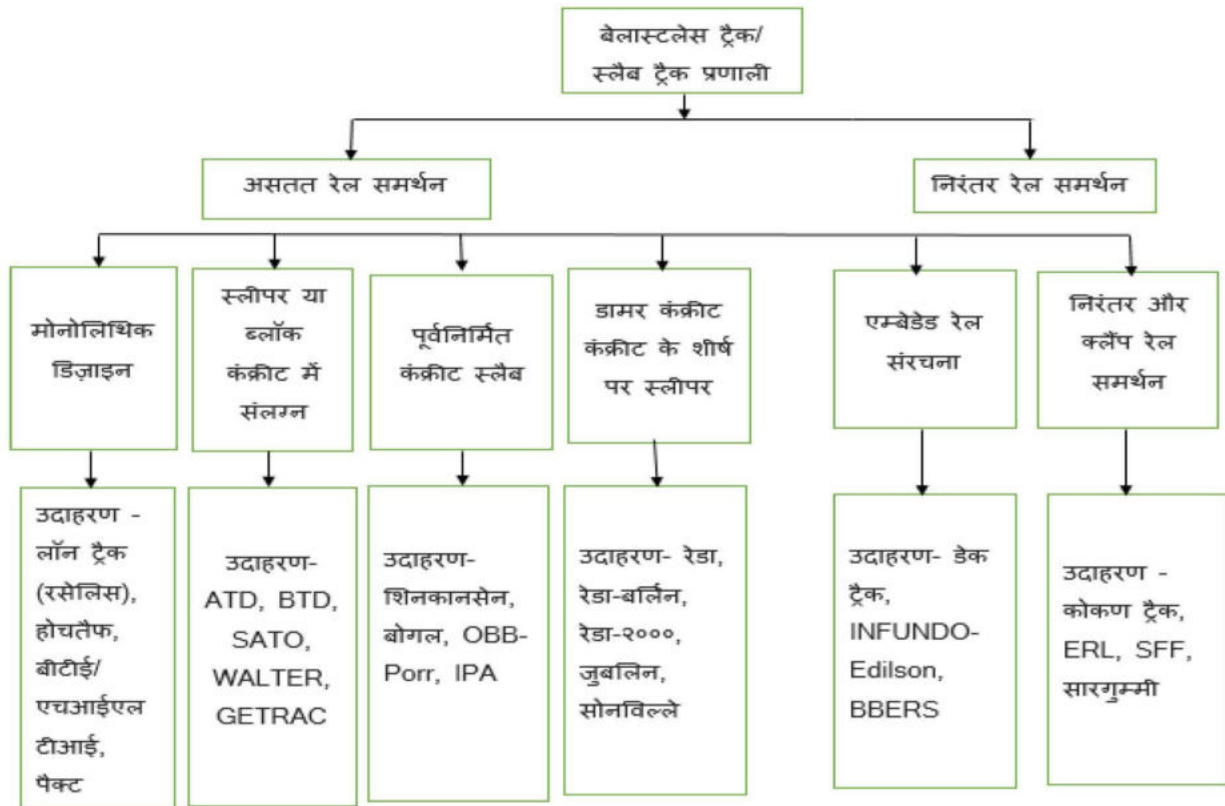 बेलास्टलेस ट्रैक/
स्लैब ट्रैक प्रणाली
असतत रेल समर्थन
निरंतर रेल समर्थन
मोनोलिथिक
डिज़ाइन
स्लीपर या
ब्लॉक
कंक्रीट में
संलग्न
पूर्वनिर्मित
कंक्रीट स्लैब
डामर कंक्रीट
कंक्रीट के शीर्ष
पर स्लीपर
एम्बेडेड रेल
संरचना
निरंतर और
क्लैंप रेल
समर्थन
उदाहरण -
लॉन ट्रैक
(रसेलिस),
होचतैफ,
बीटीई/
एचआईएल
टीआई,
पैक्ट
उदाहरण-
ATD, BTD,
SATO,
WALTER,
GETRAC
उदाहरण-
शिनकानसेन,
बोगल, OBB-
Porr, IPA
उदाहरण- रेडा,
रेडा-बर्लिन,
रेडा-२०००,
जुबलिन,
सोनविल्ले
उदाहरण- डेक
ट्रैक,
INFUNDO-
Edilson,
BBERS
उदाहरण -
कोकण ट्रैक,
ERL, SFF,
सारगुम्मी